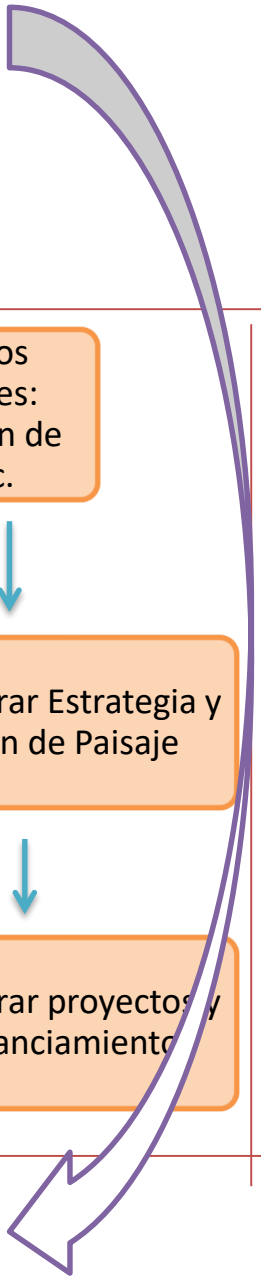 os
es:
n de
c.
rar Estrategia y
n de Paisaje
rar proyectos y
anciamiento